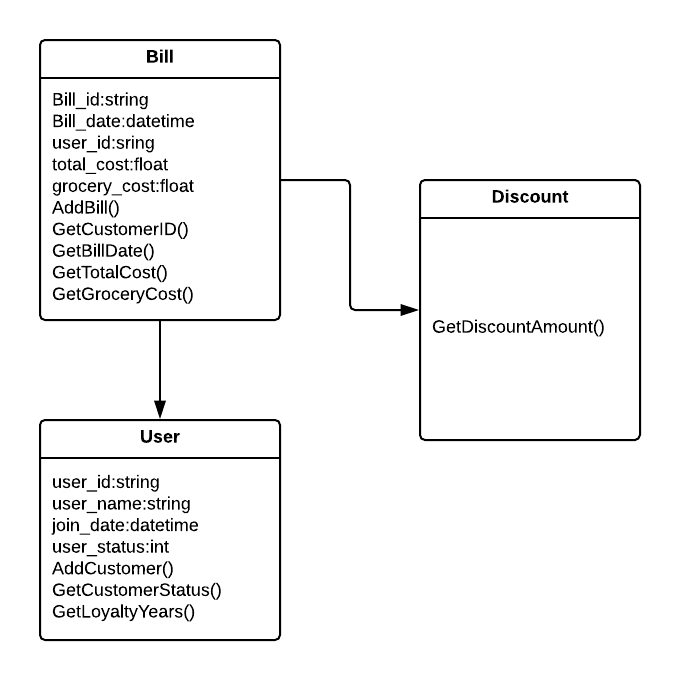 Bill
Bill_id:string
Bill_date:datetime
user_id:sring
total_cost:float
grocery_cost:float
AddBill()
GetCustomerID()
GetBillDate()
GetTotalCost()
GetGroceryCost()
Discount
GetDiscountAmount()
User
user_id:string
user_name:string
join_date:datetime
user_status:int
AddCustomer()
GetCustomerStatus()
GetLoyaltyYears()